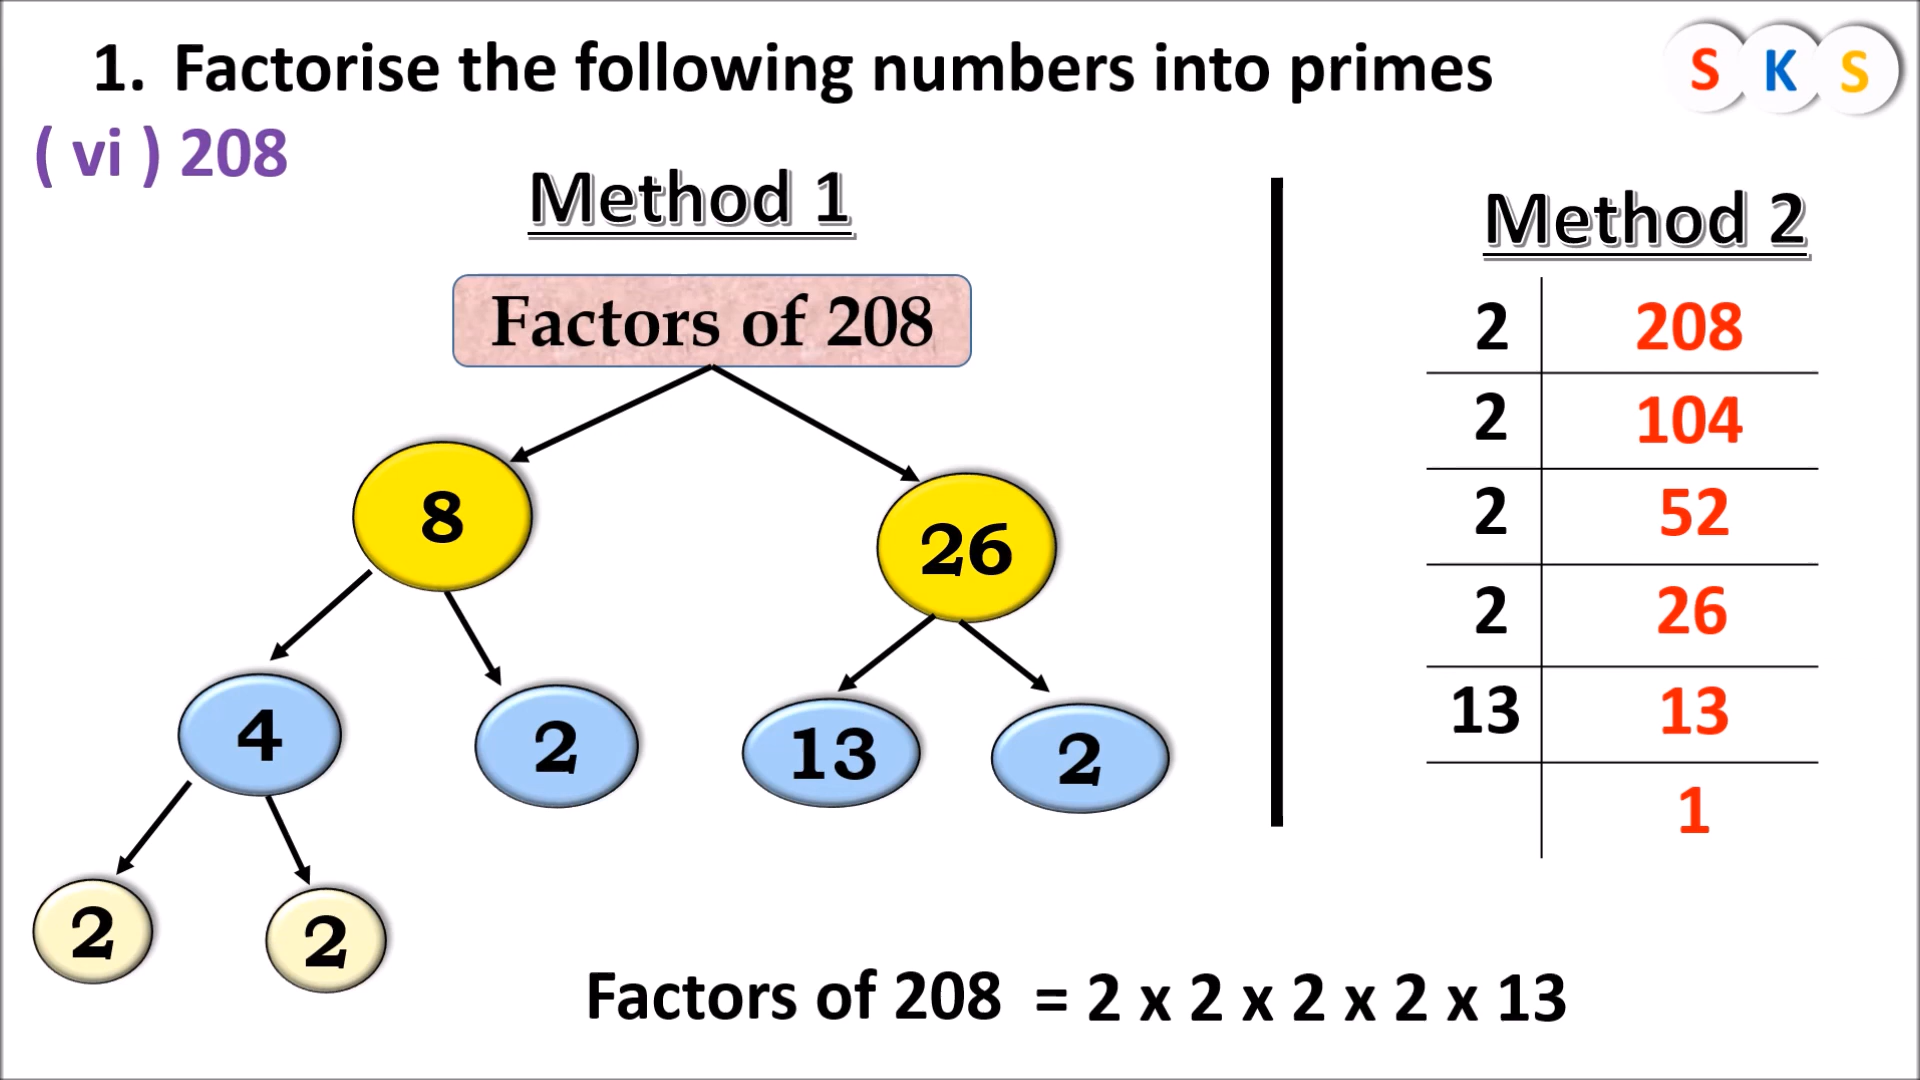 1. Factorise the following numbers into primes
S K S
( vi ) 208
Method 1
Factors of 208
8
26
4
2
13
2
2
2
Method 2
2 208
2 104
2 52
2 26
13 13
1
Factors of 208 = 2 x 2 x 2 x 2 x 13